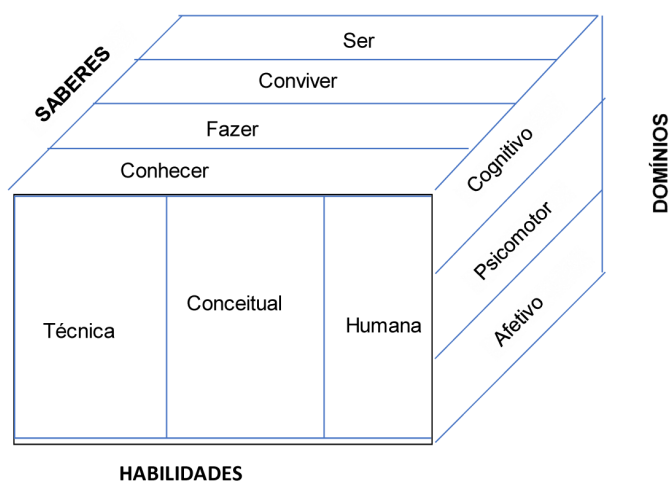 SABERES
Ser
Conviver
Fazer
Conhecer
Cognitivo
Psicomotor
Afetivo
DOMÍNIOS
Técnica
Conceitual
Humana
HABILIDADES